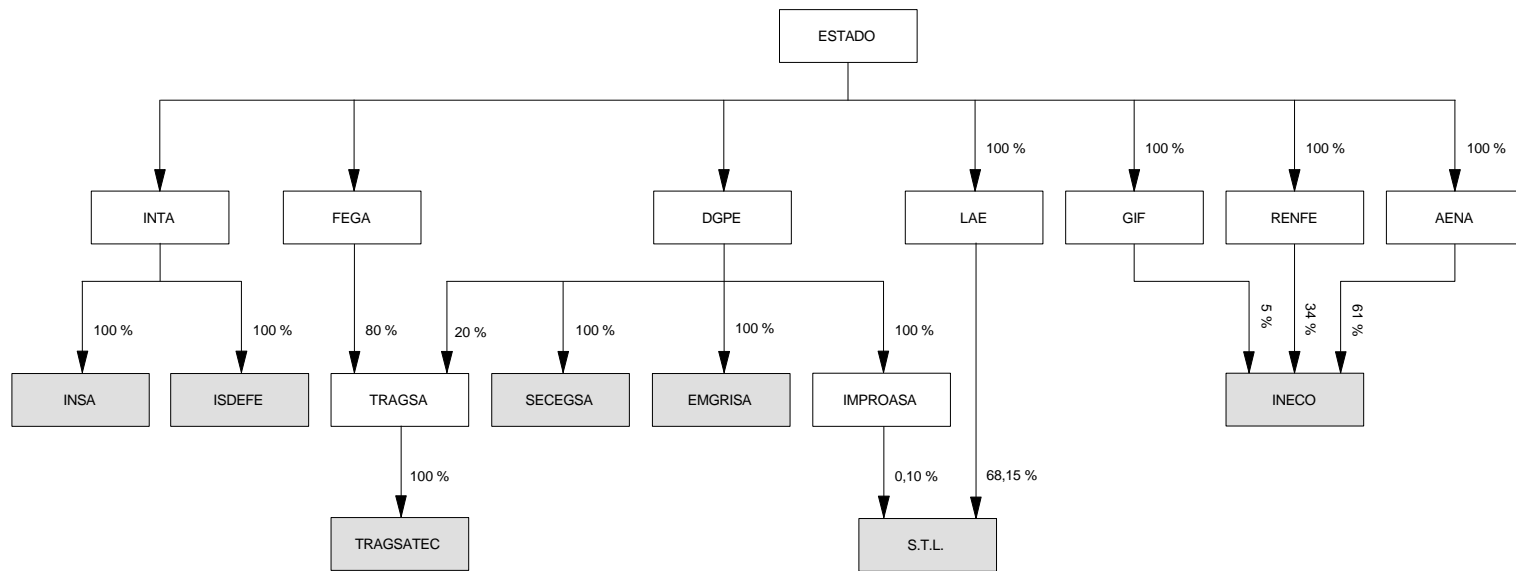 ESTADO
100 %
100 %
100 %
100 %
INTA
FEGA
DGPE
LAE
GIF
RENFE
AENA
100 %
100 %
80 %
20 %
100 %
100 %
100 %
5 %
34 %
61 %
INSA
ISDEFE
TRAGSA
SECEGSA
EMGRISA
IMPROASA
INECO
100 %
0,10 %
68,15 %
TRAGSATEC
S.T.L.